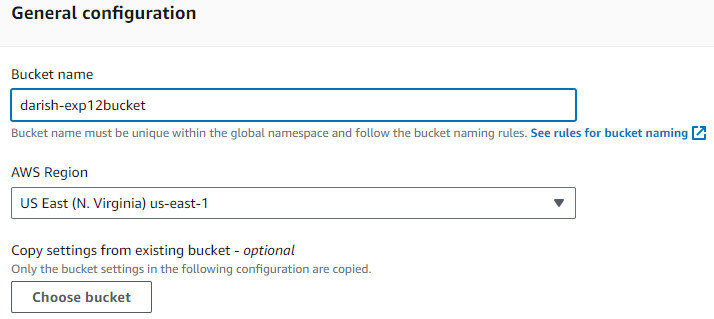 General configuration
Bucket name
darish-exp12bucket
Bucket name must be unique within the global namespace and follow the bucket naming rules. See rules for bucket naming
AWS Region
US East (N. Virginia) us-east-1
Copy settings from existing bucket - optional
Only the bucket settings in the following configuration are copied.
Choose bucket